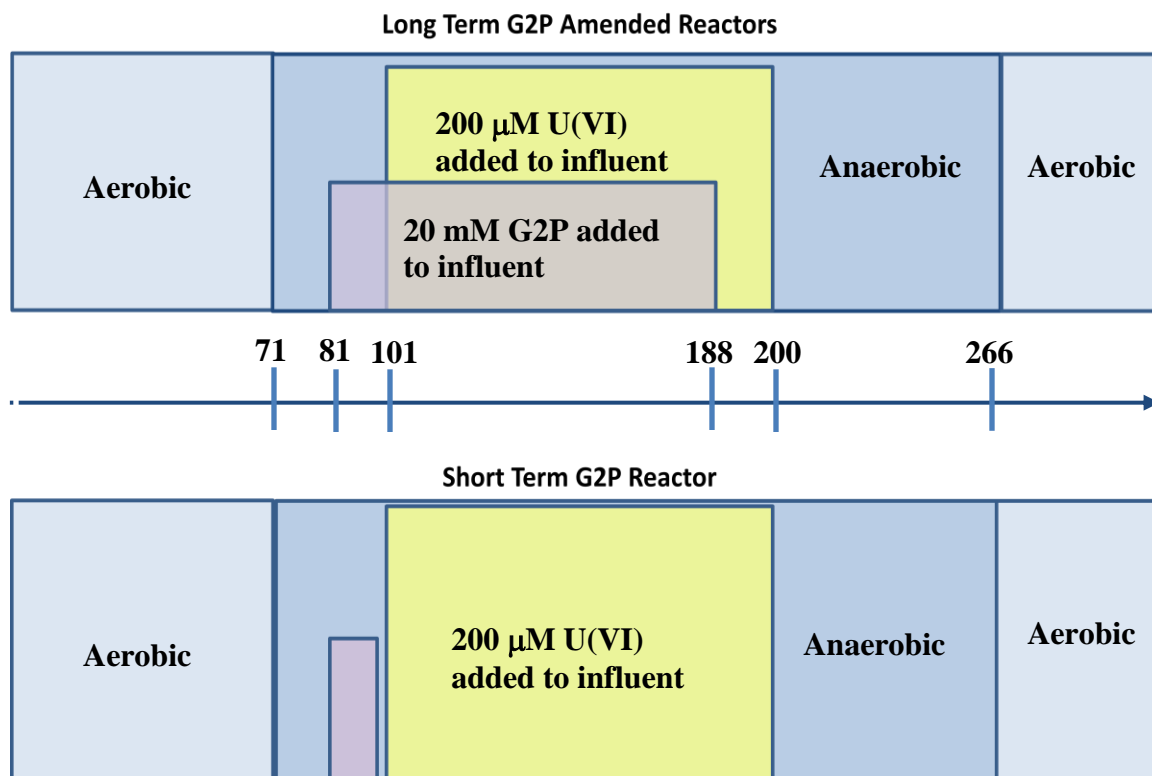 Long Term G2P Amended Reactors
Aerobic
200 μM U(VI)
added to influent
20 mM G2P added
to influent
Anaerobic
Aerobic
71 81 101 188 200 266
Short Term G2P Reactor
Aerobic
200 μM U(VI)
added to influent
Anaerobic
Aerobic